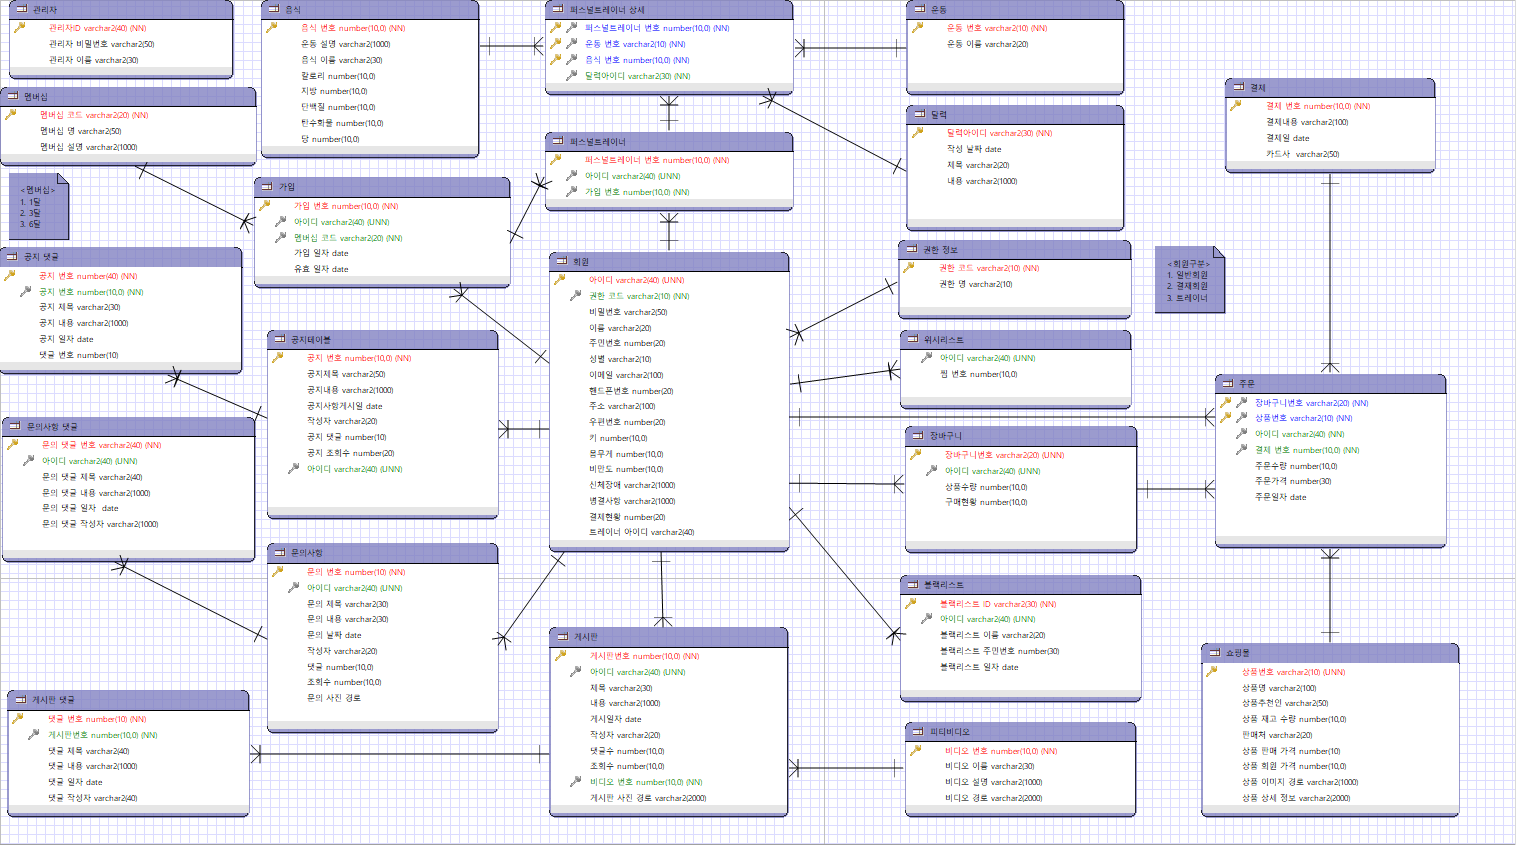 관리자
관리자ID varchar2(40) (NN)
관리자 비밀번호 varchar2(50)
관리자 이름 varchar2(30)
음식
음식 번호 number(10,0) (NN)
운동 설명 varchar2(1000)
음식 이름 varchar2(30)
칼로리 number(10,0)
지방 number(10,0)
단백질 number(10,0)
탄수화물 number(10,0)
당 number(10,0)
퍼스널트레이너 상세
퍼스널트레이너 번호 number(10,0) (NN)
운동 번호 varchar2(10) (NN)
음식 번호 number(10,0) (NN)
달력아이디 varchar2(30) (NN)
운동
운동 번호 varchar2(10) (NN)
운동 이름 varchar2(20)
멤버십
멤버십 코드 varchar2(20) (NN)
멤버십 명 varchar2(50)
멤버십 설명 varchar2(1000)
결제
결제 번호 number(10,0) (NN)
결제내용 varchar2(100)
결제일 date
카드사 varchar2(50)
달력
달력아이디 varchar2(30) (NN)
작성 날짜 date
제목 varchar2(20)
내용 varchar2(1000)
퍼스널트레이너
퍼스널트레이너 번호 number(10,0) (NN)
아이디 varchar2(40) (UNN)
가입 번호 number(10,0) (NN)
<멤버십>
1. 1달
2. 3달
3. 6달
가입
가입 번호 number(10,0) (NN)
아이디 varchar2(40) (UNN)
멤버십 코드 varchar2(20) (NN)
가입 일자 date
유효 일자 date
공지 댓글
공지 번호 number(40) (NN)
공지 번호 number(10,0) (NN)
공지 제목 varchar2(30)
공지 내용 varchar2(1000)
공지 일자 date
댓글 번호 number(10)
회원
아이디 varchar2(40) (UNN)
권한 코드 varchar2(10) (NN)
비밀번호 varchar2(50)
이름 varchar2(20)
주민번호 number(20)
성별 varchar2(10)
이메일 varchar2(100)
핸드폰번호 number(20)
주소 varchar2(100)
우편번호 number(20)
키 number(10,0)
몸무게 number(10,0)
비만도 number(10,0)
신체장애 varchar2(1000)
병결사항 varchar2(1000)
결제현황 number(20)
트레이너 아이디 varchar2(40)
권한 정보
권한 코드 varchar2(10) (NN)
권한 명 varchar2(10)
<회원구분>
1. 일반회원
2. 결재회원
3. 트레이너
공지테이블
공지 번호 number(10,0) (NN)
공지제목 varchar2(50)
공지내용 varchar2(1000)
공지사항게시일 date
작성자 varchar2(20)
공지 댓글 number(10)
공지 조회수 number(20)
아이디 varchar2(40) (UNN)
위시리스트
아이디 varchar2(40) (UNN)
찜 번호 number(10,0)
주문
장바구니번호 varchar2(20) (NN)
상품번호 varchar2(10) (NN)
아이디 varchar2(40) (NN)
결제 번호 number(10,0) (NN)
주문수량 number(10,0)
주문가격 number(30)
주문일자 date
문의사항 댓글
문의 댓글 번호 varchar2(40) (NN)
아이디 varchar2(40) (UNN)
문의 댓글 제목 varchar2(40)
문의 댓글 내용 varchar2(1000)
문의 댓글 일자 date
문의 댓글 작성자 varchar2(1000)
장바구니
장바구니번호 varchar2(20) (UNN)
아이디 varchar2(40) (UNN)
상품수량 number(10,0)
구매현황 number(10,0)
문의사항
문의 번호 number(10) (NN)
아이디 varchar2(40) (UNN)
문의 제목 varchar2(30)
문의 내용 varchar2(30)
문의 날짜 date
작성자 varchar2(20)
댓글 number(10,0)
조회수 number(10,0)
문의 사진 경로
블랙리스트
블랙리스트 ID varchar2(30) (NN)
아이디 varchar2(40) (UNN)
블랙리스트 이름 varchar2(20)
블랙리스트 주민번호 number(30)
블랙리스트 일자 date
게시판
게시판번호 number(10,0) (NN)
아이디 varchar2(40) (UNN)
제목 varchar2(30)
내용 varchar2(1000)
게시일자 date
작성자 varchar2(20)
댓글수 number(10,0)
조회수 number(10,0)
비디오 번호 number(10,0) (NN)
게시판 사진 경로 varchar2(2000)
쇼핑몰
상품번호 varchar2(10) (UNN)
상품명 varchar2(100)
상품추천인 varchar2(50)
상품 재고 수량 number(10,0)
판매처 varchar2(20)
상품 판매 가격 number(10)
상품 회원 가격 number(10,0)
상품 이미지 경로 varchar2(1000)
상품 상세 정보 varchar2(2000)
게시판 댓글
댓글 번호 number(10) (NN)
게시판번호 number(10,0) (NN)
댓글 제목 varchar2(40)
댓글 내용 varchar2(1000)
댓글 일자 date
댓글 작성자 varchar2(40)
피티비디오
비디오 번호 number(10,0) (NN)
비디오 이름 varchar2(30)
비디오 설명 varchar2(1000)
비디오 경로 varchar2(2000)